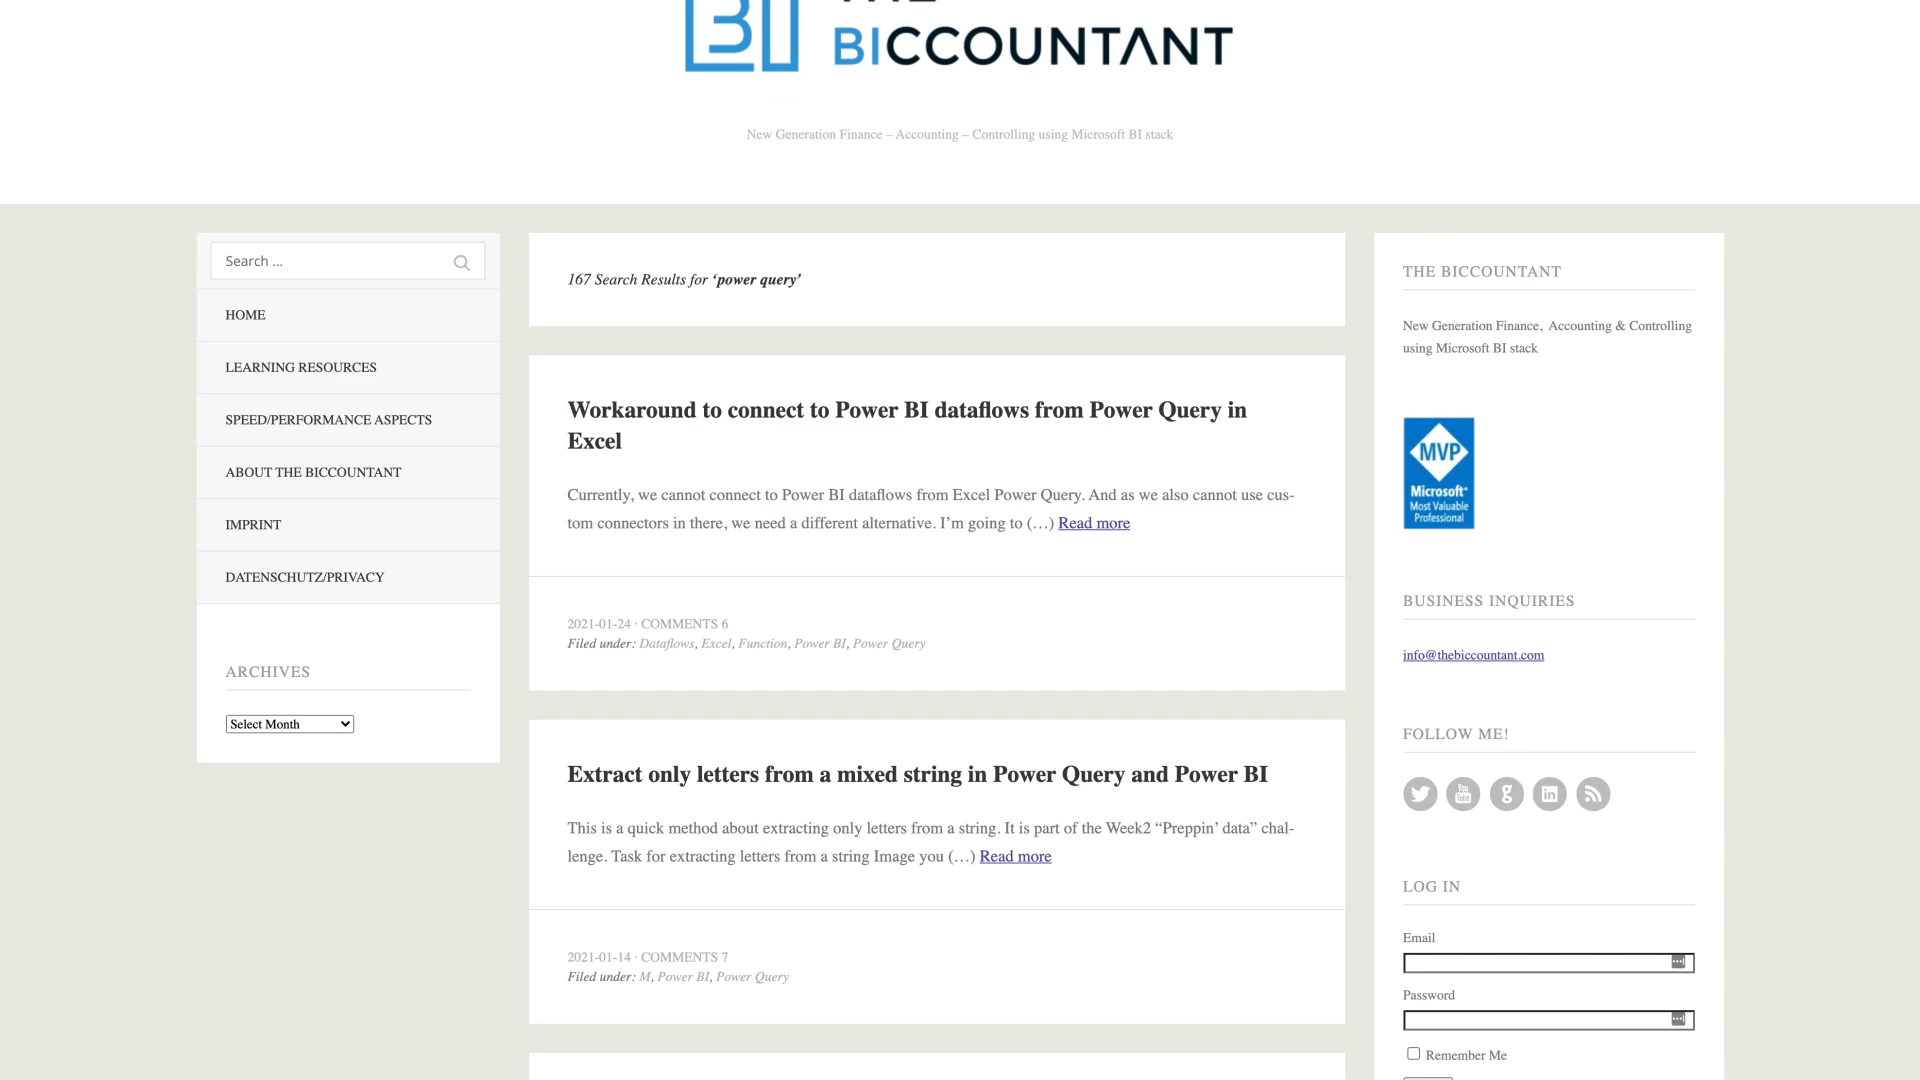 BI
BICCOUNTANT
New Generation Finance – Accounting – Controlling using Microsoft BI stack
Search ...
HOME
LEARNING RESOURCES
SPEED/PERFORMANCE ASPECTS
ABOUT THE BICCOUNTANT
IMPRINT
DATENSCHUTZ/PRIVACY
ARCHIVES
Select Month
167 Search Results for ‘power query’
Workaround to connect to Power BI dataflows from Power Query in
Excel
Currently, we cannot connect to Power BI dataflows from Excel Power Query. And as we also cannot use cus-
tom connectors in there, we need a different alternative. I’m going to (…) Read more
2021-01-24 · COMMENTS 6
Filed under: Dataflows, Excel, Function, Power BI, Power Query
Extract only letters from a mixed string in Power Query and Power BI
This is a quick method about extracting only letters from a string. It is part of the Week2 “Preppin’ data” chal-
lenge. Task for extracting letters from a string Image you (…) Read more
2021-01-14 · COMMENTS 7
Filed under: M, Power BI, Power Query
THE BICCOUNTANT
New Generation Finance, Accounting & Controlling
using Microsoft BI stack
MVP
Microsoft®
Most Valuable
Professional
BUSINESS INQUIRIES
info@thebiccountant.com
FOLLOW ME!
You
Tube
LOG IN
Email
Password
Remember Me